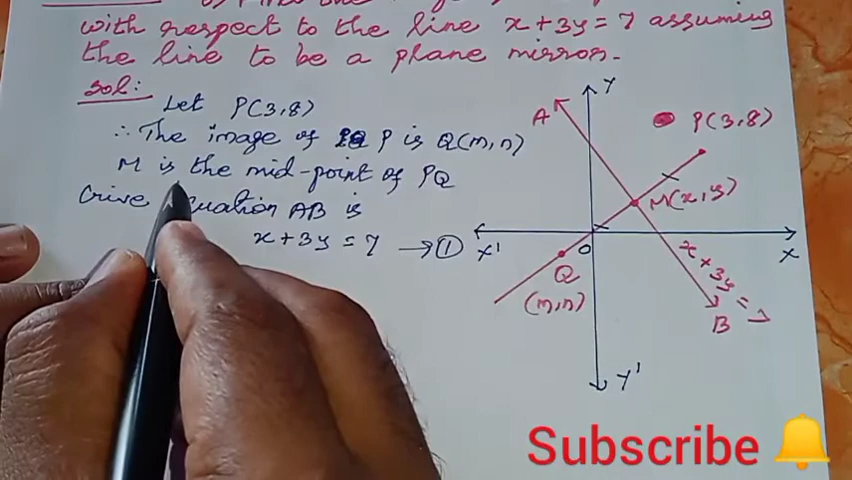 with respect to the line x+3y=7 assuming
the line to be a plane mirror.
sol:
Let P(3,8)
∴ The image of P is Q(m,n)
M is the mid-point of PQ
AB is
x+3y=7 → ①
Y
A
P(3,8)
M(x,y)
X'
O
X
Q
(m,n)
x+3y=7
B
Y'
Subscribe